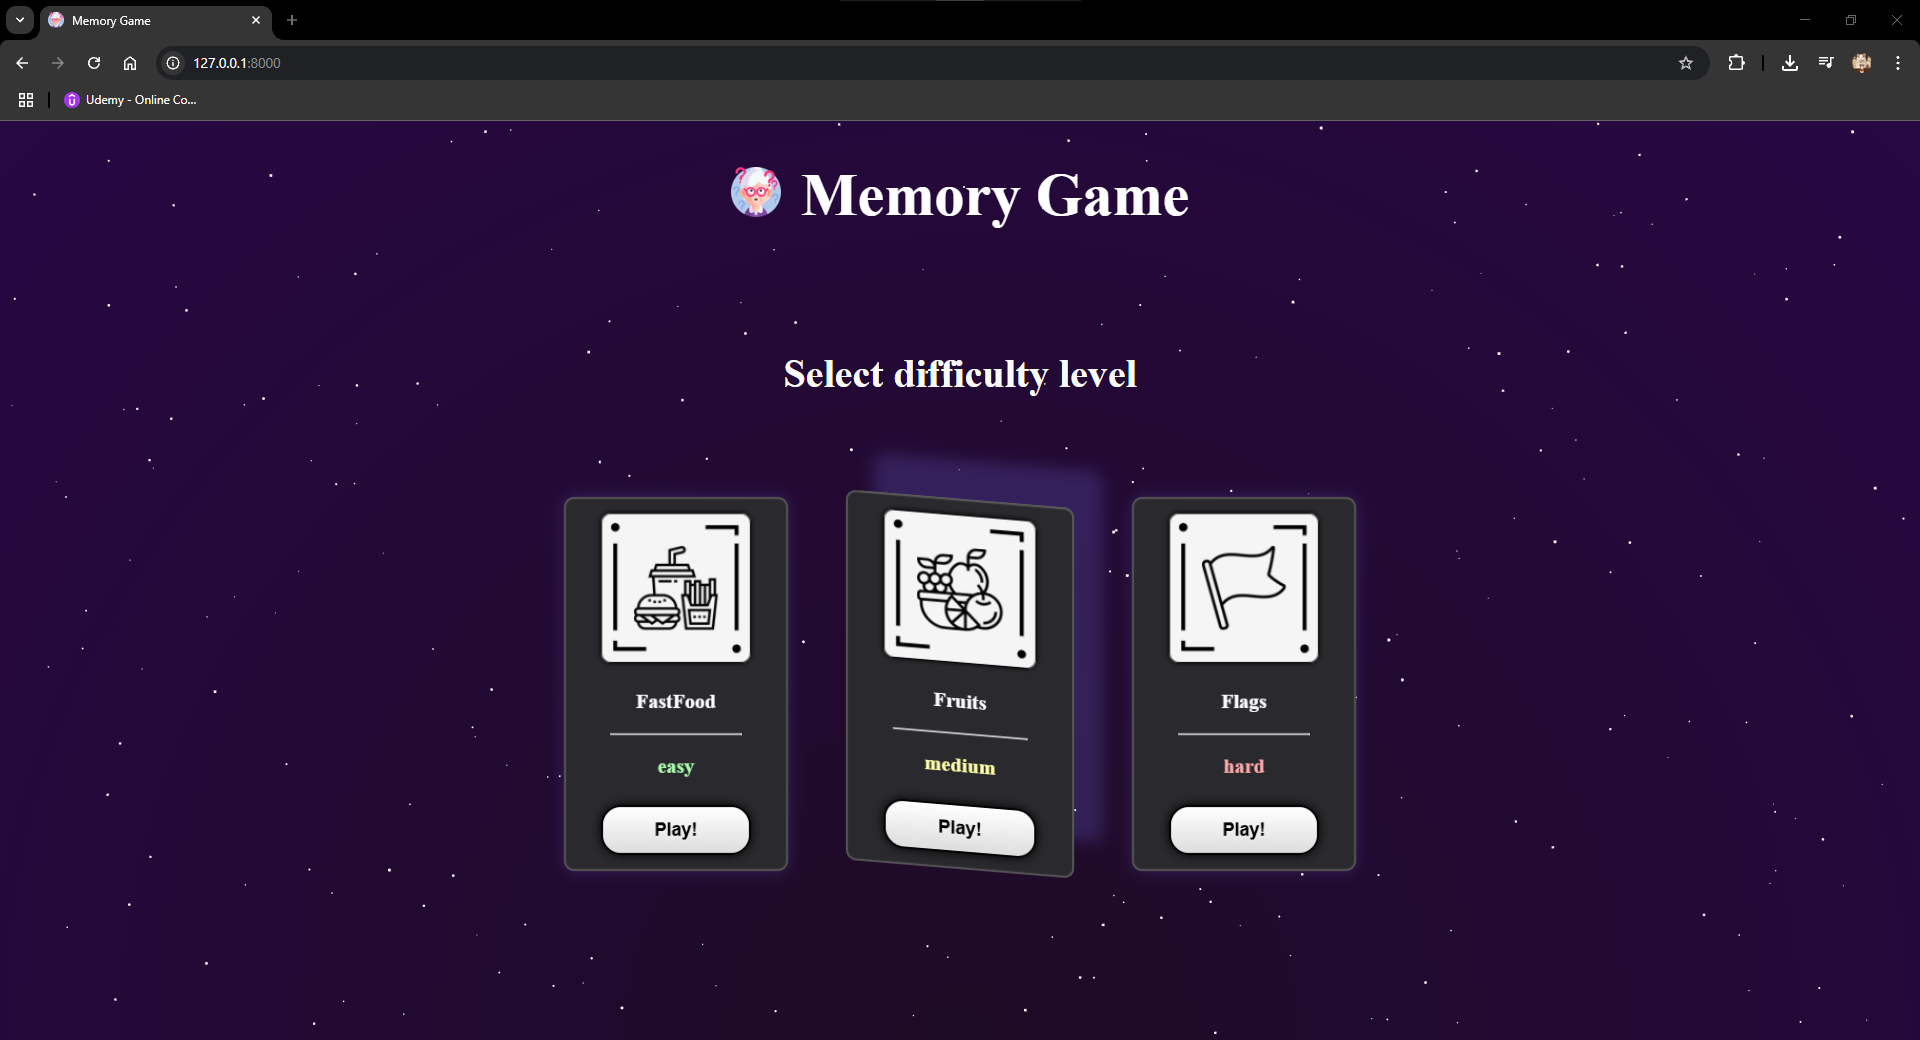 Memory Game
127.0.0.1:8000
Udemy - Online Co...
Memory Game
Select difficulty level
FastFood
easy
Play!
Fruits
medium
Play!
Flags
hard
Play!